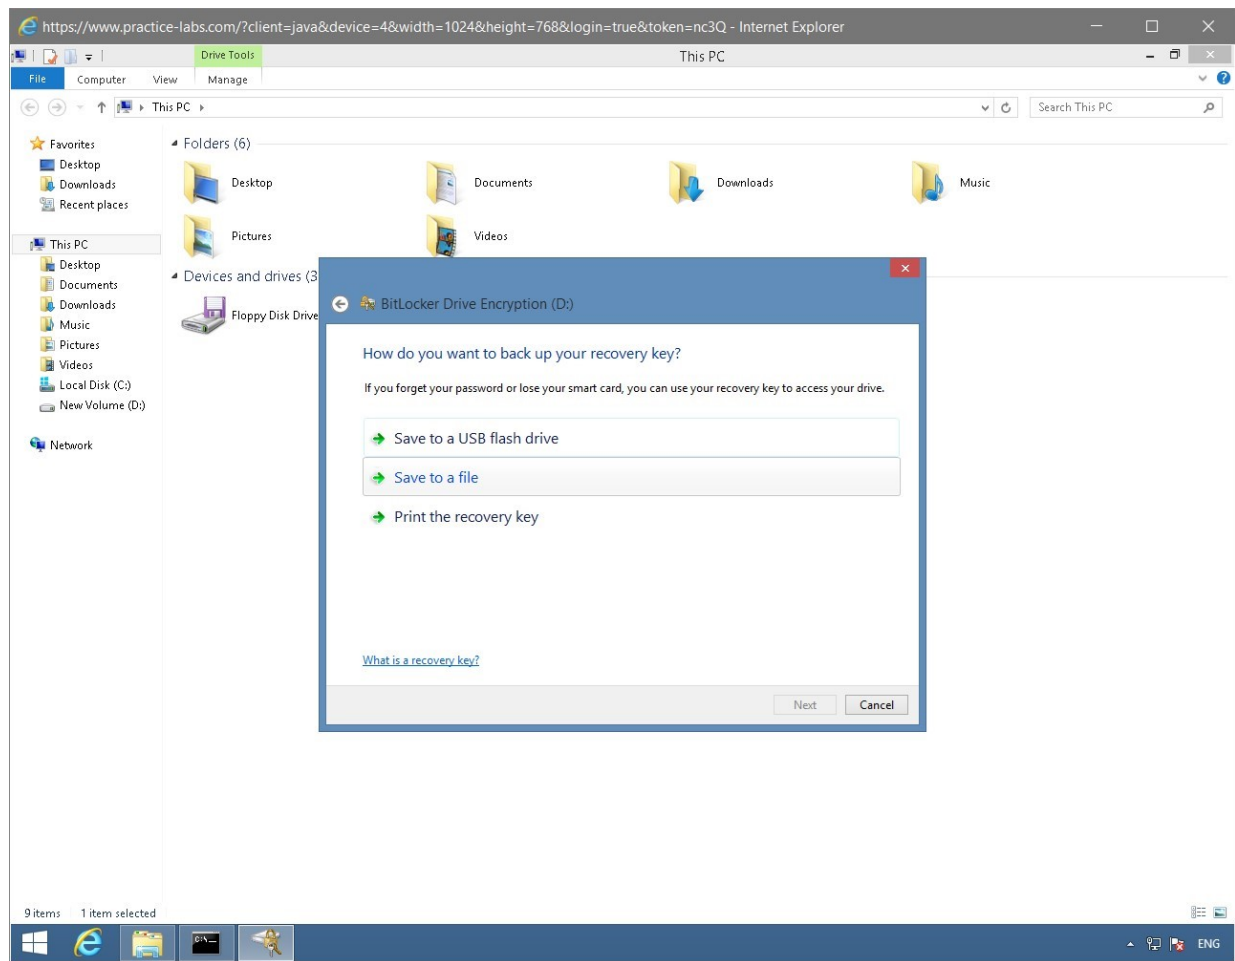 https://www.practice-labs.com/?client=java&device=4&width=1024&height=768&login=true&token=nc3Q - Internet Explorer
Drive Tools
This PC
File Computer View Manage
This PC
Search This PC
Favorites
Desktop
Downloads
Recent places
This PC
Desktop
Documents
Downloads
Music
Pictures
Videos
Local Disk (C:)
New Volume (D:)
Network
Folders (6)
Desktop
Documents
Downloads
Music
Pictures
Videos
Devices and drives (3
Floppy Disk Drive
BitLocker Drive Encryption (D:)
How do you want to back up your recovery key?
If you forget your password or lose your smart card, you can use your recovery key to access your drive.
Save to a USB flash drive
Save to a file
Print the recovery key
What is a recovery key?
Next Cancel
9 items 1 item selected
ENG